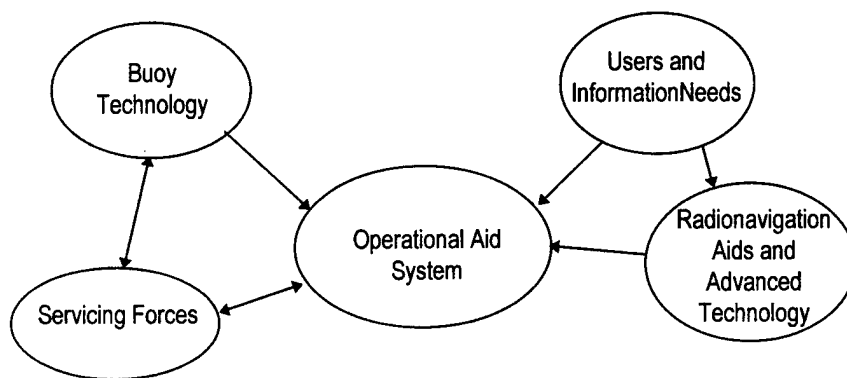 Buoy
Technology
Users and
InformationNeeds
Operational Aid
System
Radionavigation
Aids and
Advanced
Technology
Servicing Forces